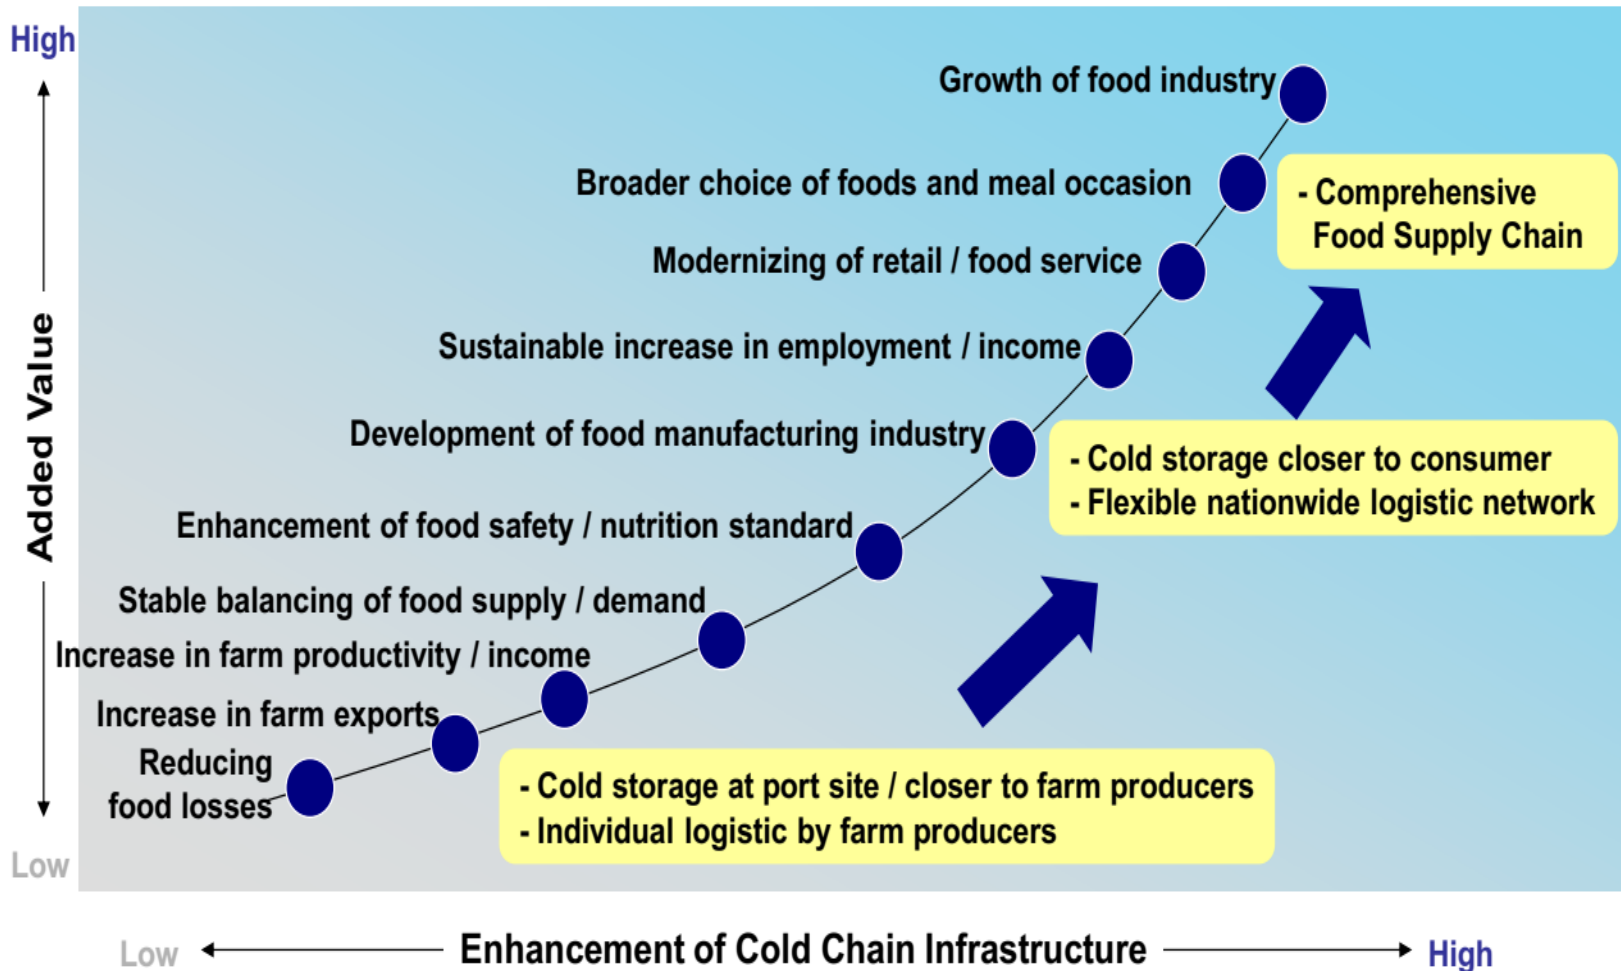 High
Growth of food industry
Broader choice of foods and meal occasion
- Comprehensive
Food Supply Chain
Modernizing of retail / food service
Sustainable increase in employment / income
Added Value
Development of food manufacturing industry
- Cold storage closer to consumer
- Flexible nationwide logistic network
Enhancement of food safety / nutrition standard
Stable balancing of food supply / demand
Increase in farm productivity / income
Increase in farm exports
Reducing
food losses
- Cold storage at port site / closer to farm producers
- Individual logistic by farm producers
Low
Low
Enhancement of Cold Chain Infrastructure
High